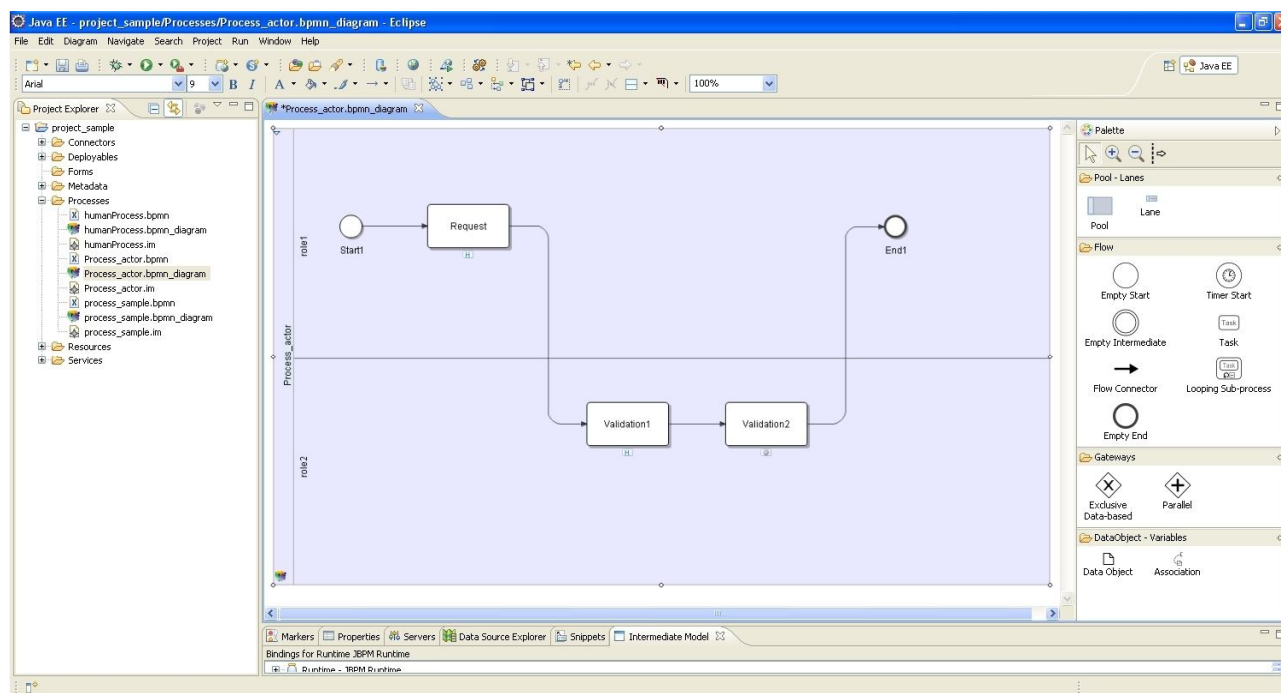 Java EE - project_sample/Processes/Process_actor.bpmn_diagram - Eclipse
File Edit Diagram Navigate Search Project Run Window Help
Arial 9 B I A 100% Java EE
Project Explorer
project_sample
Connectors
Deployables
Forms
Metadata
Processes
humanProcess.bpmn
humanProcess.bpmn_diagram
humanProcess.im
Process_actor.bpmn
Process_actor.bpmn_diagram
Process_actor.im
process_sample.bpmn
process_sample.bpmn_diagram
process_sample.im
Resources
Services
*Process_actor.bpmn_diagram
Process_actor
role1
Start1
Request
H
End1
role2
Validation1
H
Validation2
Palette
Pool - Lanes
Pool
Lane
Flow
Empty Start
Timer Start
Empty Intermediate
Task
Task
Flow Connector
Task
Looping Sub-process
Empty End
Gateways
Exclusive
Data-based
Parallel
DataObject - Variables
Data Object
Association
Markers Properties Servers Data Source Explorer Snippets Intermediate Model
Bindings for Runtime JBPM Runtime
Runtime - JBPM Runtime